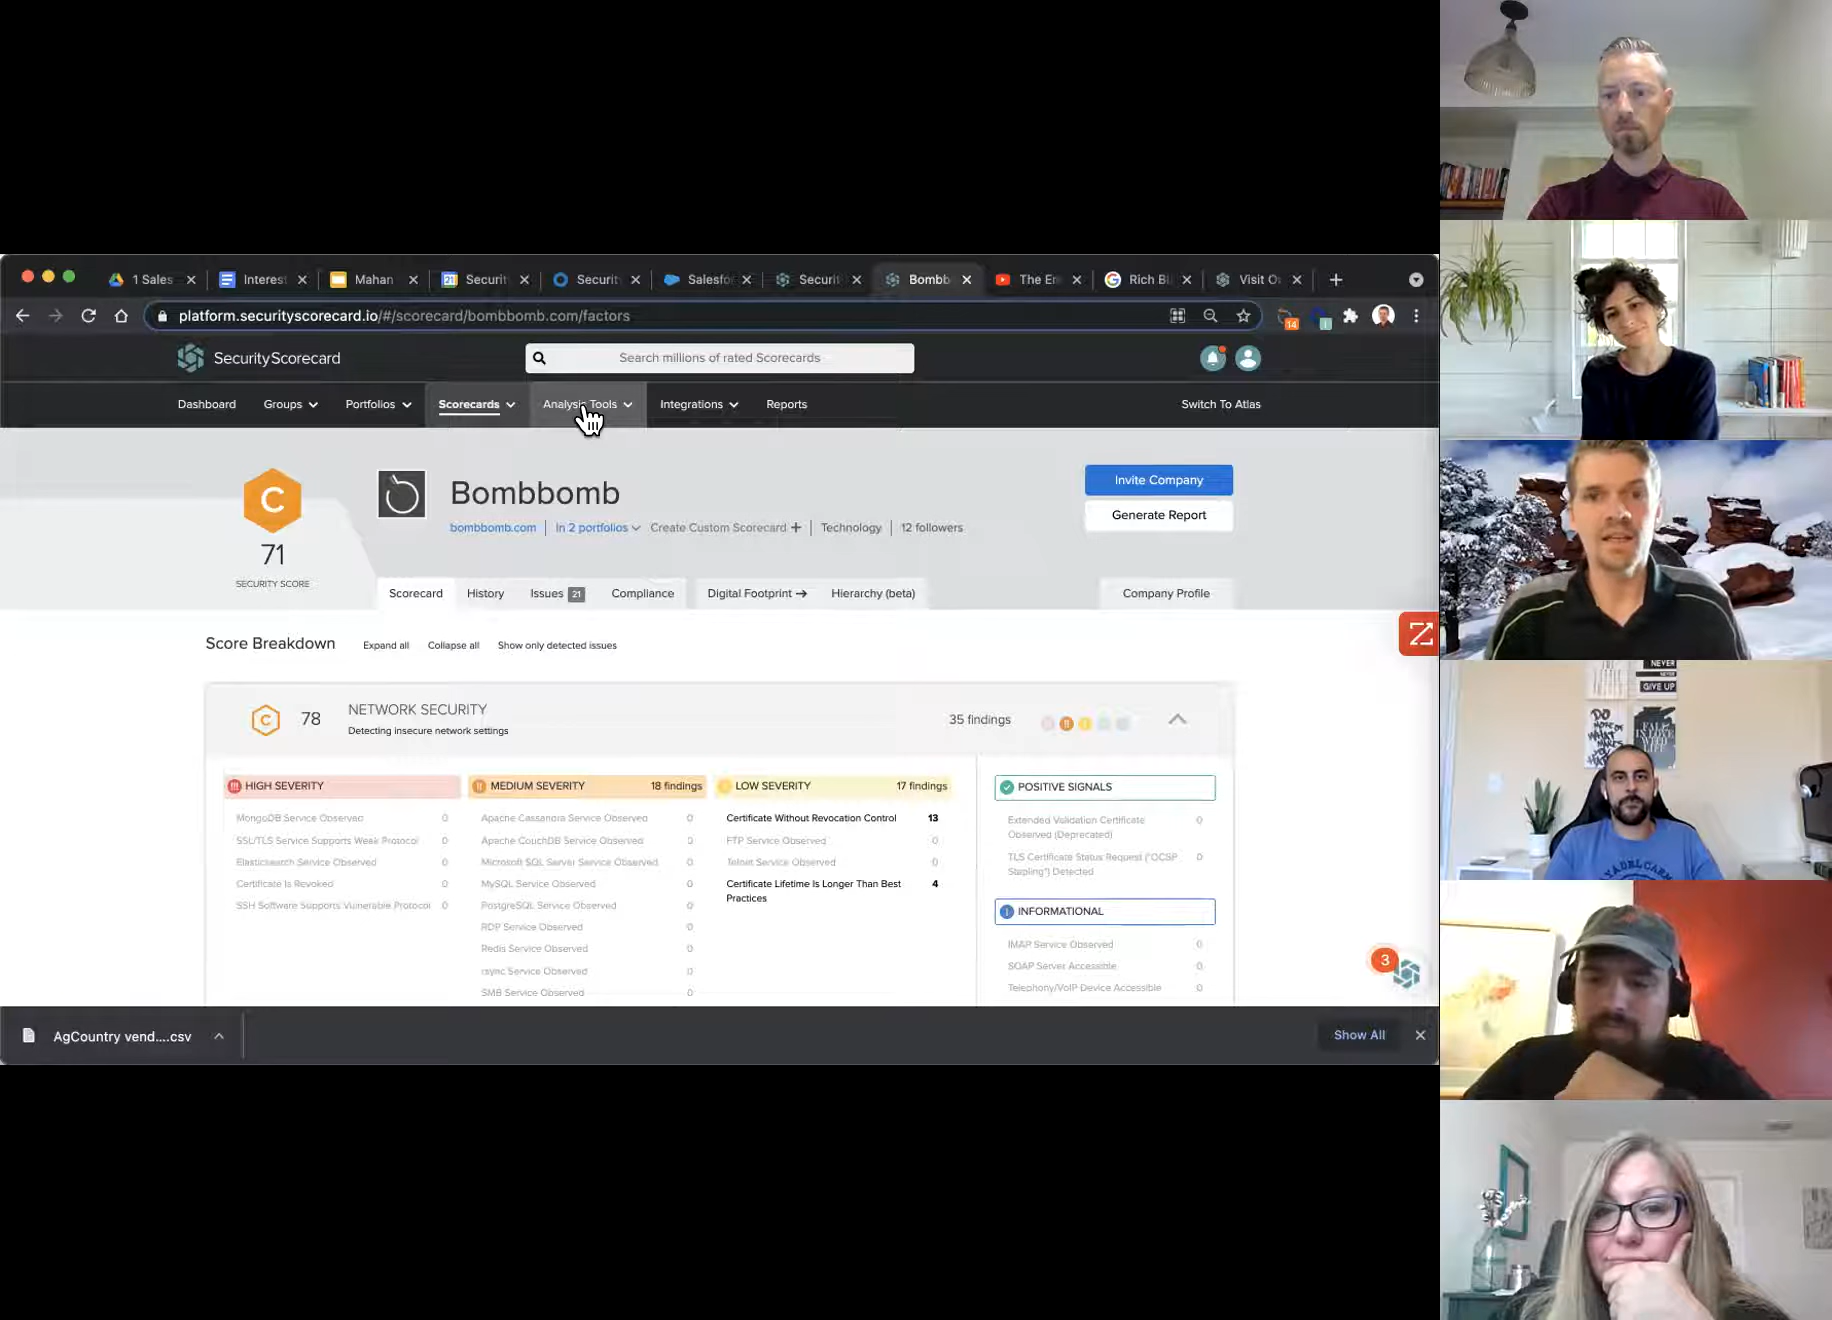 1 Sales
Interest
Mahan
Securit
Securit
Salesfo
Securit
Bombb
The En
Rich Bl
Visit O
platform.securityscorecard.io/#/scorecard/bombbomb.com/factors
14
SecurityScorecard
Search millions of rated Scorecards
Dashboard
Groups
Portfolios
Scorecards
Analysis Tools
Integrations
Reports
Switch To Atlas
C
71
SECURITY SCORE
Bombbomb
bombbomb.com
In 2 portfolios
Create Custom Scorecard +
Technology
12 followers
Invite Company
Generate Report
Scorecard
History
Issues 21
Compliance
Digital Footprint →
Hierarchy (beta)
Company Profile
Score Breakdown
Expand all
Collapse all
Show only detected issues
C
78
NETWORK SECURITY
Detecting insecure network settings
35 findings
HIGH SEVERITY
MongoDB Service Observed 0
SSL/TLS Service Supports Weak Protocol 0
Elasticsearch Service Observed 0
Certificate Is Revoked 0
SSH Software Supports Vulnerable Protocol 0
MEDIUM SEVERITY 18 findings
Apache Cassandra Service Observed 0
Apache CouchDB Service Observed 0
Microsoft SQL Server Service Observed 0
MySQL Service Observed 0
PostgreSQL Service Observed 0
RDP Service Observed 0
Redis Service Observed 0
rsync Service Observed 0
SMB Service Observed 0
LOW SEVERITY 17 findings
Certificate Without Revocation Control 13
FTP Service Observed 0
Telnet Service Observed 0
Certificate Lifetime Is Longer Than Best 4
Practices
POSITIVE SIGNALS
Extended Validation Certificate 0
Observed (Deprecated)
TLS Certificate Status Request ("OCSP 0
Stapling") Detected
INFORMATIONAL
IMAP Service Observed 0
SOAP Server Accessible 0
Telephony/VoIP Device Accessible 0
3
AgCountry vend....csv
Show All
NEVER
NEVER
GIVE UP
DO
MORE OF
WHAT
MAKES